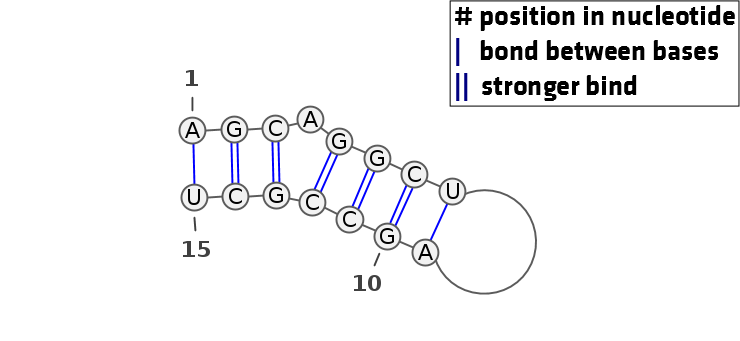 # position in nucleotide
| bond between bases
|| stronger bind
1
A G C A G G C U
U C G C C G A
15
10